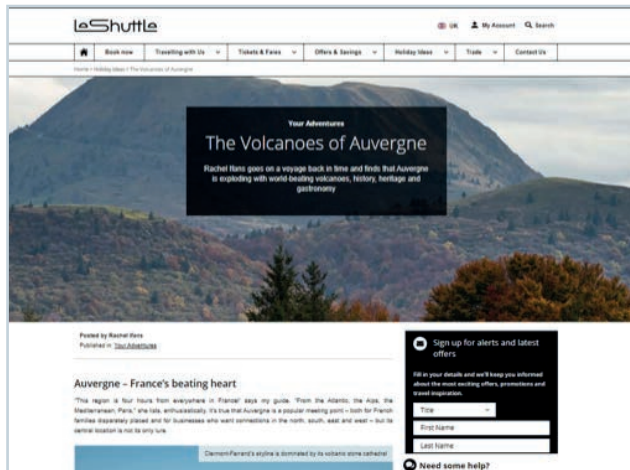 LeShuttle
UK My Account Search
Book now Travelling with Us Tickets & Fares Offers & Savings Holiday Ideas Trade Contact Us
Home > Holiday Ideas > The Volcanoes of Auvergne
Your Adventures
The Volcanoes of Auvergne
Rachel Ifans goes on a voyage back in time and finds that Auvergne
is exploding with world-beating volcanoes, history, heritage and
gastronomy
Posted by Rachel Ifans
Published in: Your Adventures
Auvergne – France's beating heart
"This region is four hours from everywhere in France" says my guide. "From the Atlantic, the Alps, the
Mediterranean, Paris," she lists, enthusiastically. It's true that Auvergne is a popular meeting point – both for French
families disparately placed and for businesses who want connections in the north, south, east and west – but its
central location is not its only lure.
Clermont-Ferrand's skyline is dominated by its volcanic stone cathedral
Sign up for alerts and latest
offers
Fill in your details and we'll keep you informed
about the most exciting offers, promotions and
travel inspiration.
Title
First Name
Last Name
Need some help?